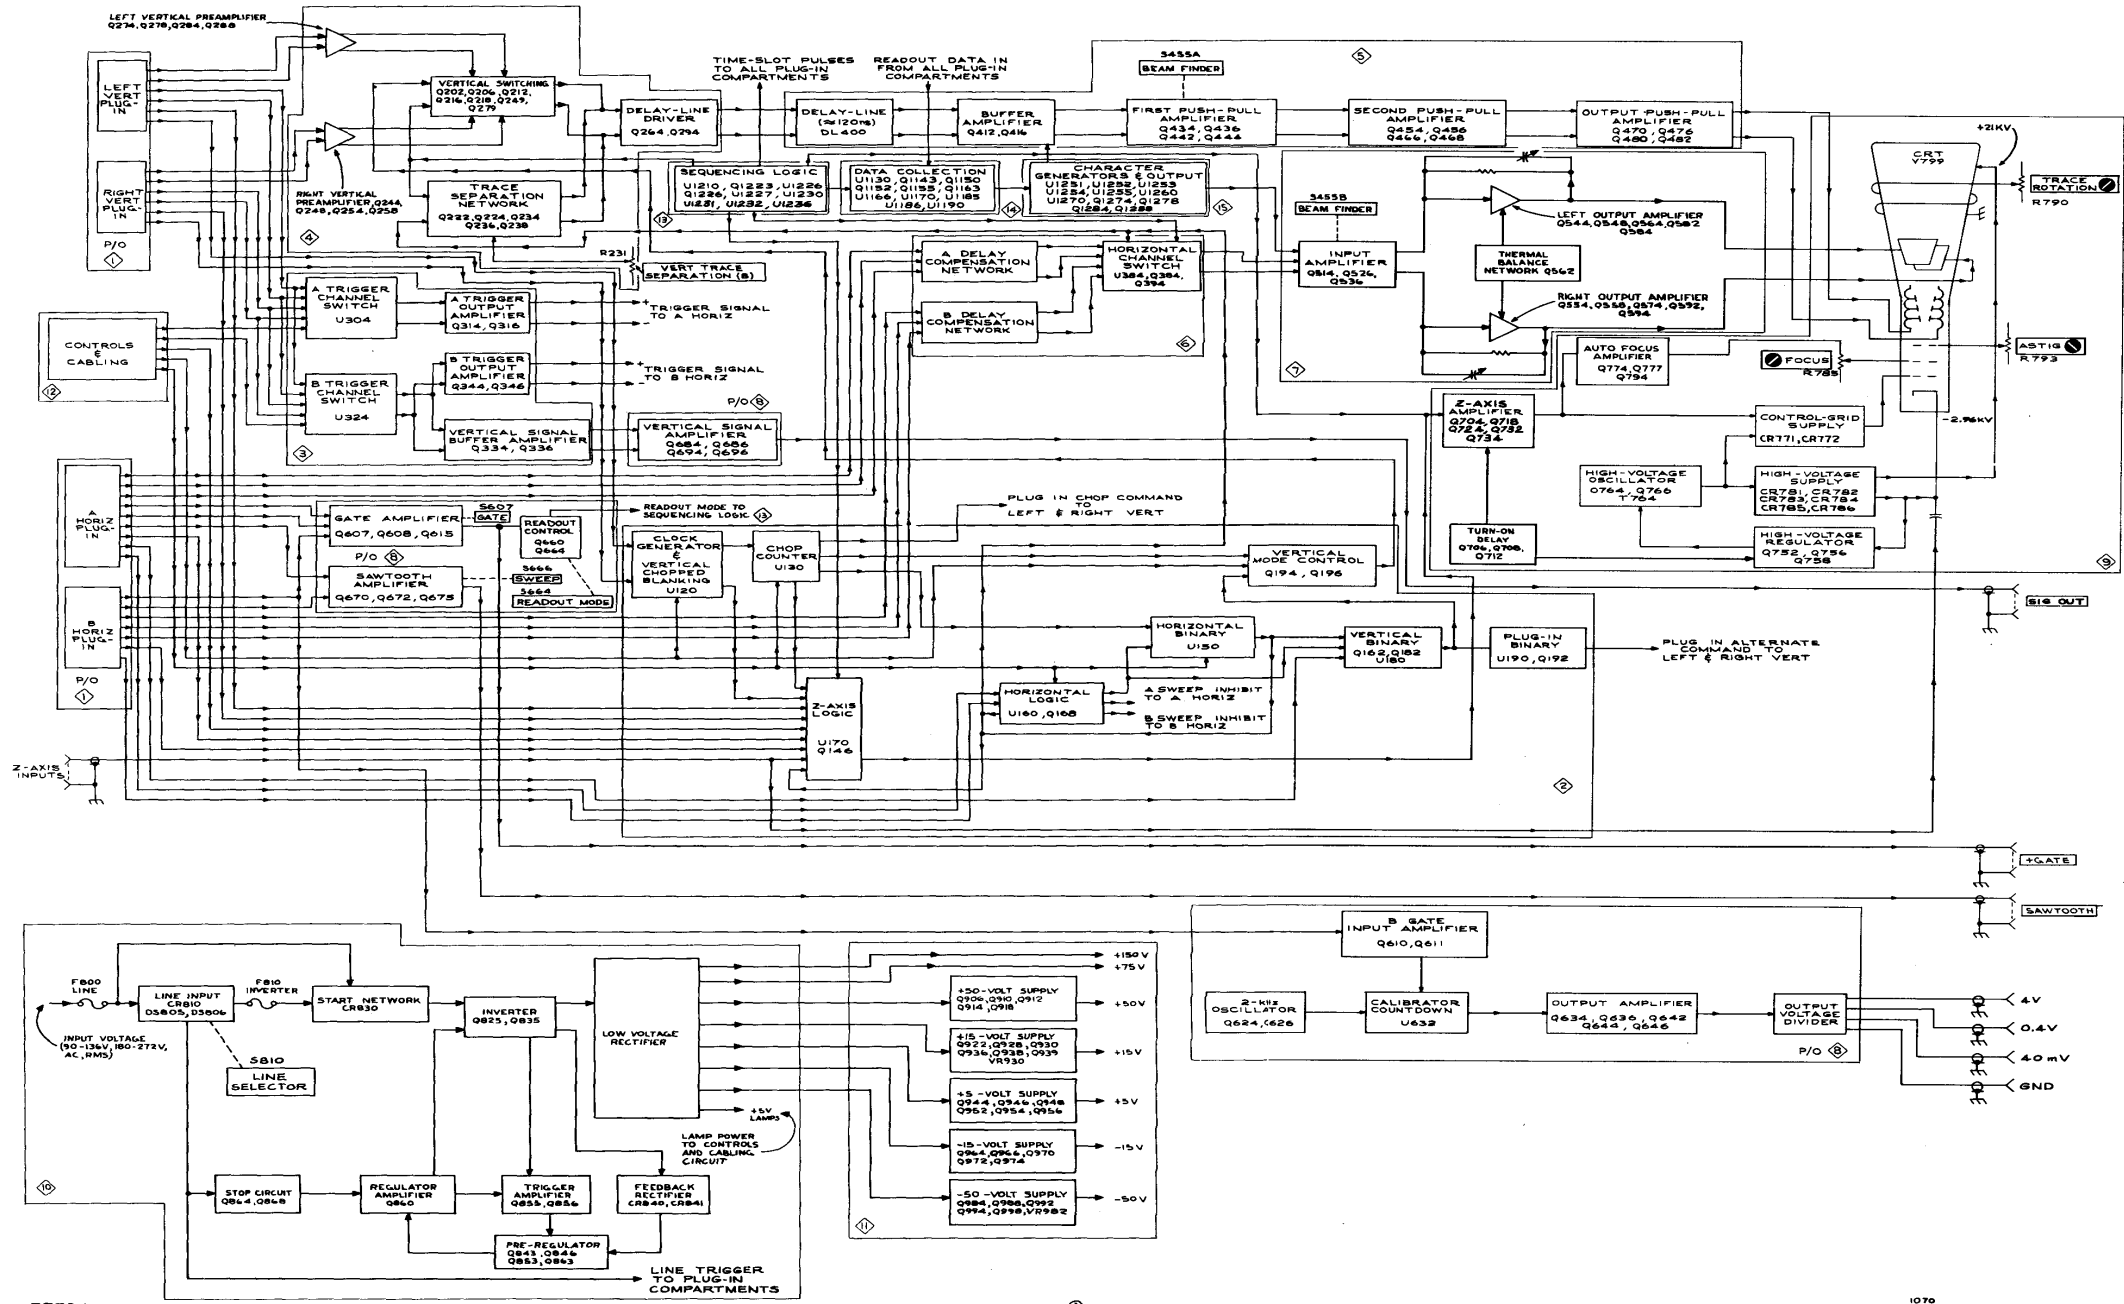 LEFT VERTICAL PREAMPLIFIER
Q274,Q278,Q284,Q288
LEFT
VERT
PLUG-
IN
RIGHT
VERT
PLUG-
IN
P/O
1
VERTICAL SWITCHING
Q202,Q206,Q212,
Q216,Q218,Q249,
Q279
RIGHT VERTICAL
PREAMPLIFIER,Q244,
Q248,Q254,Q258
TRACE
SEPARATION
NETWORK
Q222,Q224,Q234
Q236,Q238
4
DELAY-LINE
DRIVER
Q264,Q294
R231
VERT TRACE
SEPARATION (B)
TIME-SLOT PULSES
TO ALL PLUG-IN
COMPARTMENTS
READOUT DATA IN
FROM ALL PLUG-IN
COMPARTMENTS
DELAY-LINE
(≈120ns)
DL400
BUFFER
AMPLIFIER
Q412,Q416
S455A
BEAM FINDER
FIRST PUSH-PULL
AMPLIFIER
Q434,Q436
Q442,Q444
SECOND PUSH-PULL
AMPLIFIER
Q454,Q456
Q466,Q468
OUTPUT PUSH-PULL
AMPLIFIER
Q470,Q476
Q480,Q482
5
SEQUENCING LOGIC
U1210,Q1223,U1226
Q1226,U1227,U1230
U1231,U1232,U1236
13
DATA COLLECTION
U1130,Q1143,Q1150
Q1152,Q1155,Q1163
U1166,U1170,U1185
U1186,U1190
14
CHARACTER
GENERATORS & OUTPUT
U1251,U1252,U1253
U1254,U1255,U1260
U1270,Q1274,Q1278
Q1284,Q1288
15
S455B
BEAM FINDER
INPUT
AMPLIFIER
Q514,Q526,
Q536
LEFT OUTPUT AMPLIFIER
Q544,Q548,Q564,Q582
Q584
THERMAL
BALANCE
NETWORK Q562
RIGHT OUTPUT AMPLIFIER
Q554,Q558,Q574,Q592,
Q594
7
+21KV
CRT
V799
TRACE
ROTATION
R790
ASTIG
R793
FOCUS
R785
AUTO FOCUS
AMPLIFIER
Q774,Q777
Q794
-2.96KV
A DELAY
COMPENSATION
NETWORK
B DELAY
COMPENSATION
NETWORK
HORIZONTAL
CHANNEL
SWITCH
U384,Q384,
Q394
6
CONTROLS
&
CABLING
12
A TRIGGER
CHANNEL
SWITCH
U304
A TRIGGER
OUTPUT
AMPLIFIER
Q314,Q316
+
TRIGGER SIGNAL
TO A HORIZ
-
B TRIGGER
CHANNEL
SWITCH
U324
B TRIGGER
OUTPUT
AMPLIFIER
Q344,Q346
+
TRIGGER SIGNAL
TO B HORIZ
-
P/O 8
VERTICAL SIGNAL
BUFFER AMPLIFIER
Q334,Q336
VERTICAL SIGNAL
AMPLIFIER
Q684,Q686
Q694,Q696
3
Z-AXIS
AMPLIFIER
Q704,Q718
Q724,Q732
Q734
CONTROL-GRID
SUPPLY
CR771,CR772
HIGH-VOLTAGE
OSCILLATOR
Q764,Q766
T764
HIGH-VOLTAGE
SUPPLY
CR781,CR782
CR783,CR784
CR785,CR786
TURN-ON
DELAY
Q706,Q708,
Q712
HIGH-VOLTAGE
REGULATOR
Q752,Q756
Q758
9
SIG OUT
A
HORIZ
PLUG-
IN
B
HORIZ
PLUG-
IN
P/O
1
GATE AMPLIFIER
Q607,Q608,Q615
P/O 8
S607
GATE
SAWTOOTH
AMPLIFIER
Q670,Q672,Q675
S666
SWEEP
S664
READOUT MODE
READOUT
CONTROL
Q660
Q664
READOUT MODE TO
SEQUENCING LOGIC 13
CLOCK
GENERATOR
&
VERTICAL
CHOPPED
BLANKING
U120
CHOP
COUNTER
U130
PLUG IN CHOP COMMAND
TO
LEFT & RIGHT VERT
VERTICAL
MODE CONTROL
Q194,Q196
HORIZONTAL
BINARY
U150
VERTICAL
BINARY
Q162,Q182
U180
PLUG-IN
BINARY
U190,Q192
PLUG IN ALTERNATE
COMMAND TO
LEFT & RIGHT VERT
HORIZONTAL
LOGIC
U160,Q168
A SWEEP INHIBIT
TO A HORIZ
B SWEEP INHIBIT
TO B HORIZ
Z-AXIS
LOGIC
U170
Q146
Z-AXIS
INPUTS
2
+GATE
SAWTOOTH
B GATE
INPUT AMPLIFIER
Q610,Q611
2-kHz
OSCILLATOR
Q624,Q626
CALIBRATOR
COUNTDOWN
U632
OUTPUT AMPLIFIER
Q634,Q636,Q642
Q644,Q646
OUTPUT
VOLTAGE
DIVIDER
P/O 8
4V
0.4V
40mV
GND
F800
LINE
INPUT VOLTAGE
(90-136V,180-272V,
AC,RMS)
LINE INPUT
CR810
DS805,DS806
F810
INVERTER
START NETWORK
CR830
INVERTER
Q825,Q835
S810
LINE
SELECTOR
LOW VOLTAGE
RECTIFIER
+5V
LAMPS
LAMP POWER
TO CONTROLS
AND CABLING
CIRCUIT
STOP CIRCUIT
Q864,Q868
REGULATOR
AMPLIFIER
Q860
TRIGGER
AMPLIFIER
Q855,Q856
FEEDBACK
RECTIFIER
CR840,CR841
PRE-REGULATOR
Q843,Q846
Q853,Q863
LINE TRIGGER
TO PLUG-IN
COMPARTMENTS
10
+150V
+75V
+50-VOLT SUPPLY
Q906,Q910,Q912
Q914,Q918
+50V
+15-VOLT SUPPLY
Q922,Q928,Q930
Q936,Q938,Q939
VR930
+15V
+5-VOLT SUPPLY
Q944,Q946,Q948
Q952,Q954,Q956
+5V
-15-VOLT SUPPLY
Q964,Q966,Q970
Q972,Q974
-15V
-50-VOLT SUPPLY
Q984,Q988,Q992
Q994,Q998,VR982
-50V
11
1070